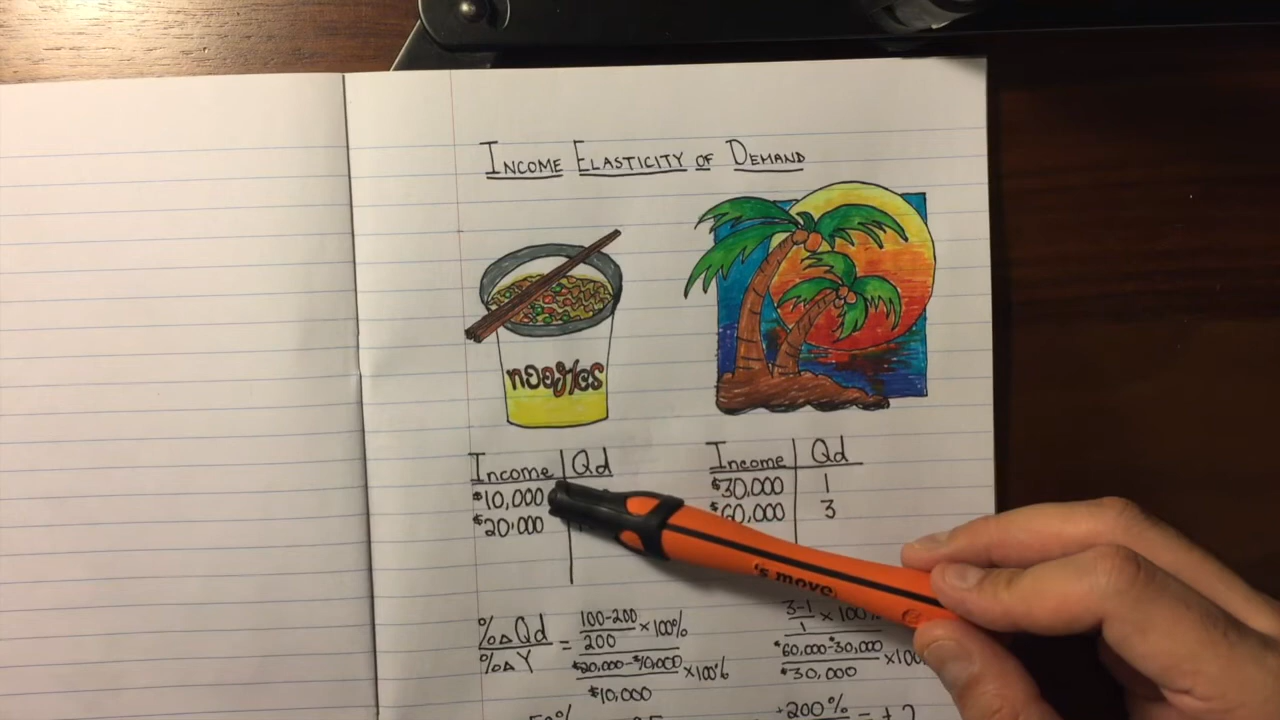 INCOME ELASTICITY OF DEMAND
noodles
Income Qd
$10,000
$20,000
Income Qd
$30,000 1
$60,000 3
's move
%ΔQd
%ΔY
=
100-200
200
×100%
$20,000-$10,000
$10,000
×100%
3-1
1
× 100%
$60,000-$30,000
$30,000
×100
+200%